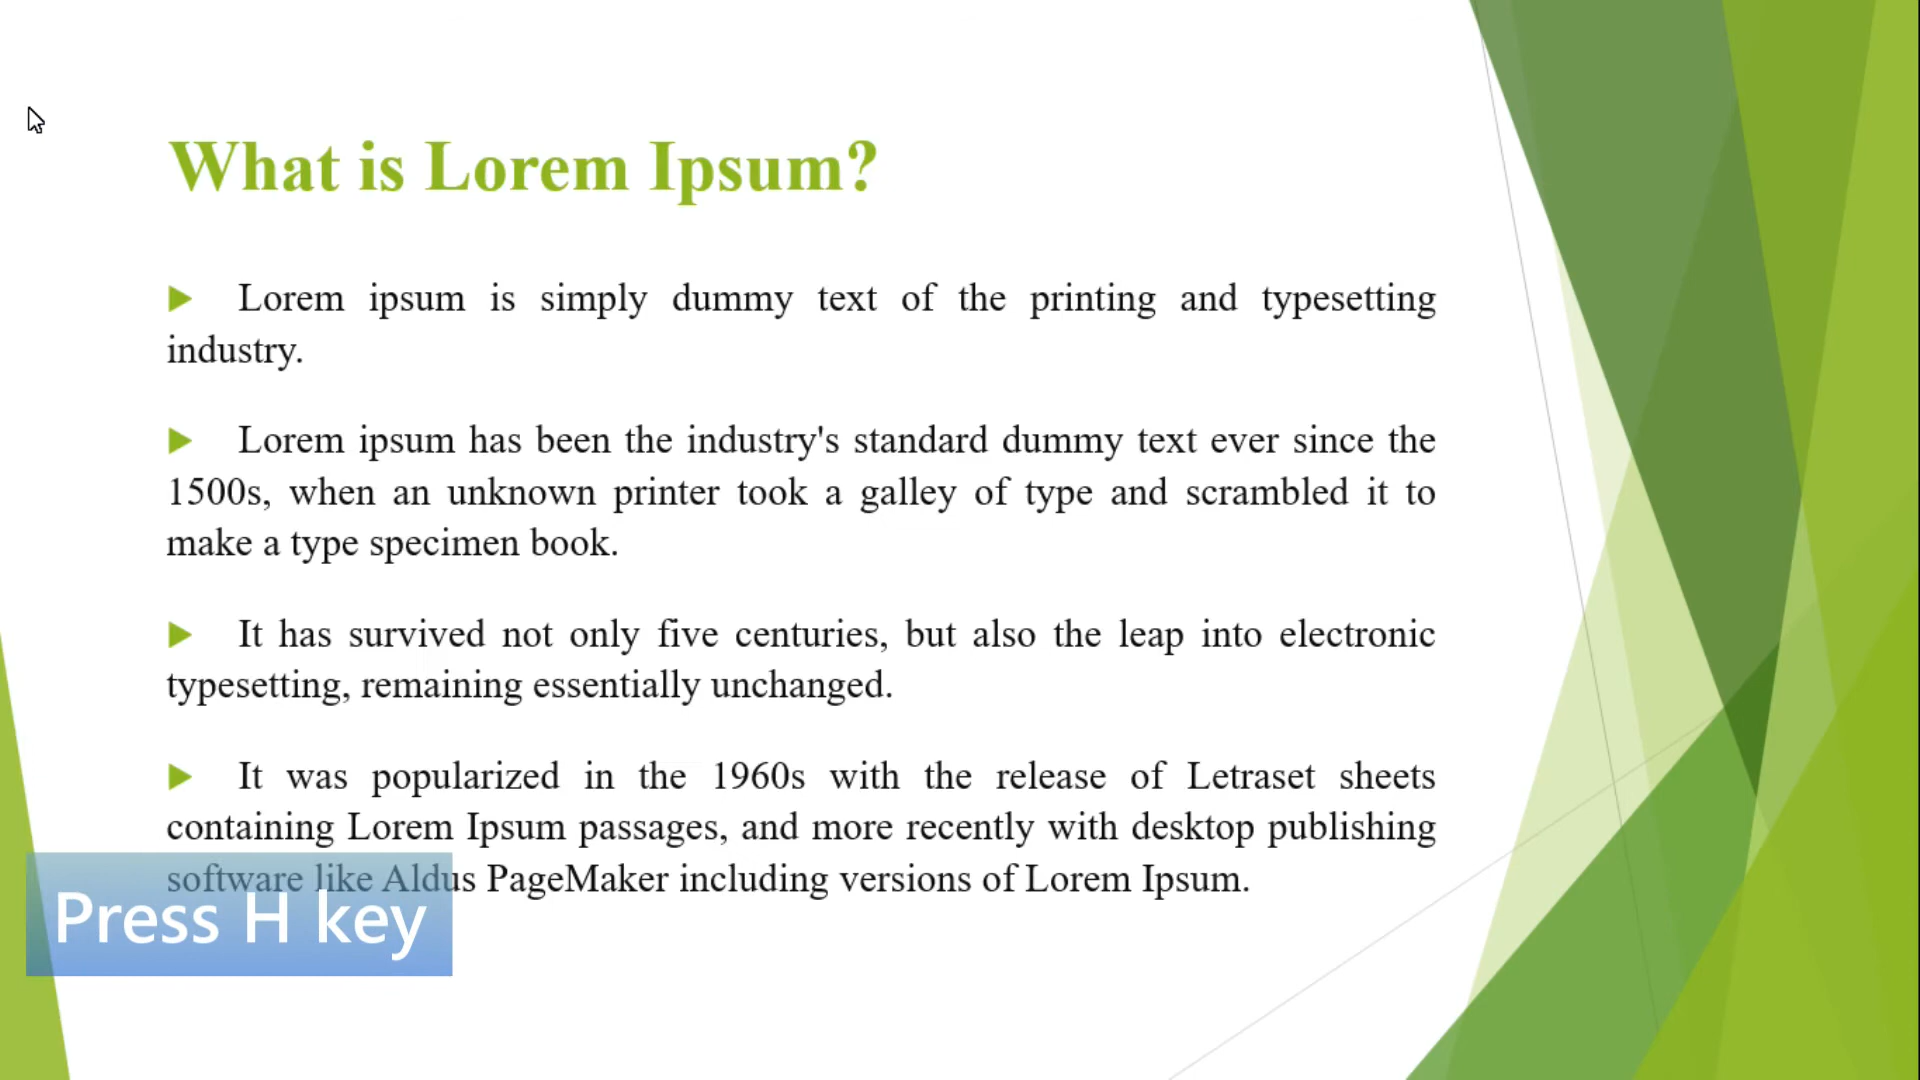 What is Lorem Ipsum?
Lorem ipsum is simply dummy text of the printing and typesetting
industry.
Lorem ipsum has been the industry's standard dummy text ever since the
1500s, when an unknown printer took a galley of type and scrambled it to
make a type specimen book.
It has survived not only five centuries, but also the leap into electronic
typesetting, remaining essentially unchanged.
It was popularized in the 1960s with the release of Letraset sheets
containing Lorem Ipsum passages, and more recently with desktop publishing
software like Aldus PageMaker including versions of Lorem Ipsum.
Press H key